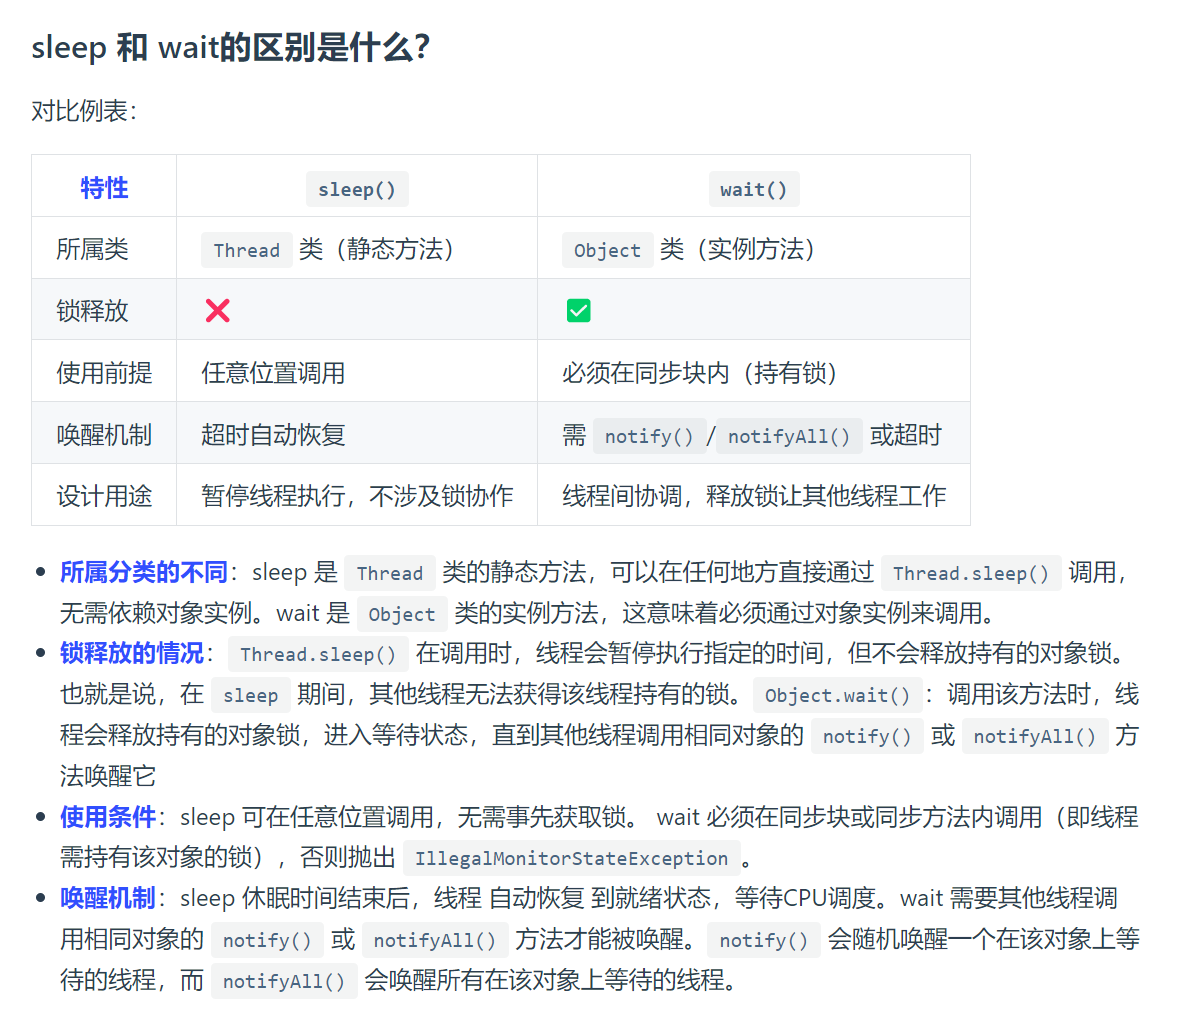 sleep 和 wait的区别是什么？
对比例表：
特性 sleep() wait()
所属类 Thread 类（静态方法） Object 类（实例方法）
锁释放 ❌ ✅
使用前提 任意位置调用 必须在同步块内（持有锁）
唤醒机制 超时自动恢复 需 notify() / notifyAll() 或超时
设计用途 暂停线程执行，不涉及锁协作 线程间协调，释放锁让其他线程工作
• 所属分类的不同：sleep 是 Thread 类的静态方法，可以在任何地方直接通过 Thread.sleep() 调用，
无需依赖对象实例。wait 是 Object 类的实例方法，这意味着必须通过对象实例来调用。
• 锁释放的情况： Thread.sleep() 在调用时，线程会暂停执行指定的时间，但不会释放持有的对象锁。
也就是说，在 sleep 期间，其他线程无法获得该线程持有的锁。 Object.wait() ：调用该方法时，线
程会释放持有的对象锁，进入等待状态，直到其他线程调用相同对象的 notify() 或 notifyAll() 方
法唤醒它
• 使用条件：sleep 可在任意位置调用，无需事先获取锁。 wait 必须在同步块或同步方法内调用（即线程
需持有该对象的锁），否则抛出 IllegalMonitorStateException 。
• 唤醒机制：sleep 休眠时间结束后，线程 自动恢复 到就绪状态，等待CPU调度。wait 需要其他线程调
用相同对象的 notify() 或 notifyAll() 方法才能被唤醒。 notify() 会随机唤醒一个在该对象上等
待的线程，而 notifyAll() 会唤醒所有在该对象上等待的线程。